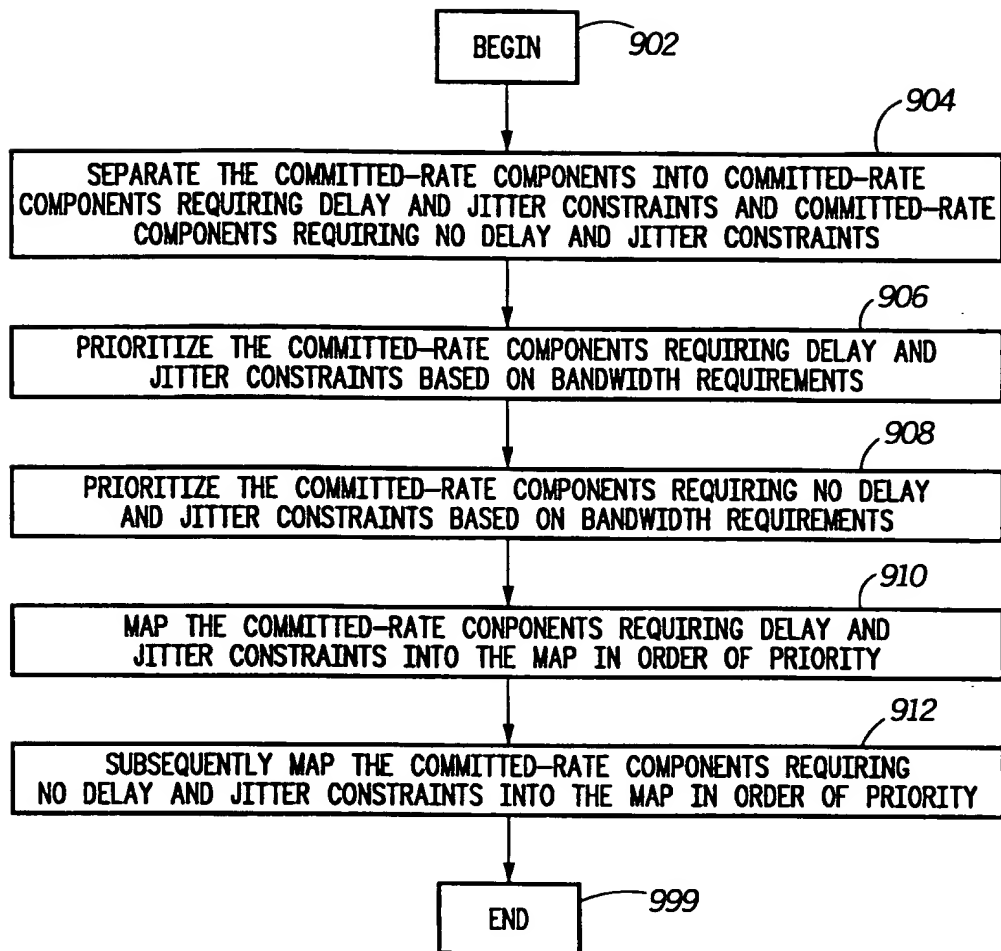 BEGIN
902
904
SEPARATE THE COMMITTED-RATE COMPONENTS INTO COMMITTED-RATE
COMPONENTS REQUIRING DELAY AND JITTER CONSTRAINTS AND COMMITTED-RATE
COMPONENTS REQUIRING NO DELAY AND JITTER CONSTRAINTS
906
PRIORITIZE THE COMMITTED-RATE COMPONENTS REQUIRING DELAY AND
JITTER CONSTRAINTS BASED ON BANDWIDTH REQUIREMENTS
908
PRIORITIZE THE COMMITTED-RATE COMPONENTS REQUIRING NO DELAY
AND JITTER CONSTRAINTS BASED ON BANDWIDTH REQUIREMENTS
910
MAP THE COMMITTED-RATE CONPONENTS REQUIRING DELAY AND
JITTER CONSTRAINTS INTO THE MAP IN ORDER OF PRIORITY
912
SUBSEQUENTLY MAP THE COMMITTED-RATE COMPONENTS REQUIRING
NO DELAY AND JITTER CONSTRAINTS INTO THE MAP IN ORDER OF PRIORITY
END
999